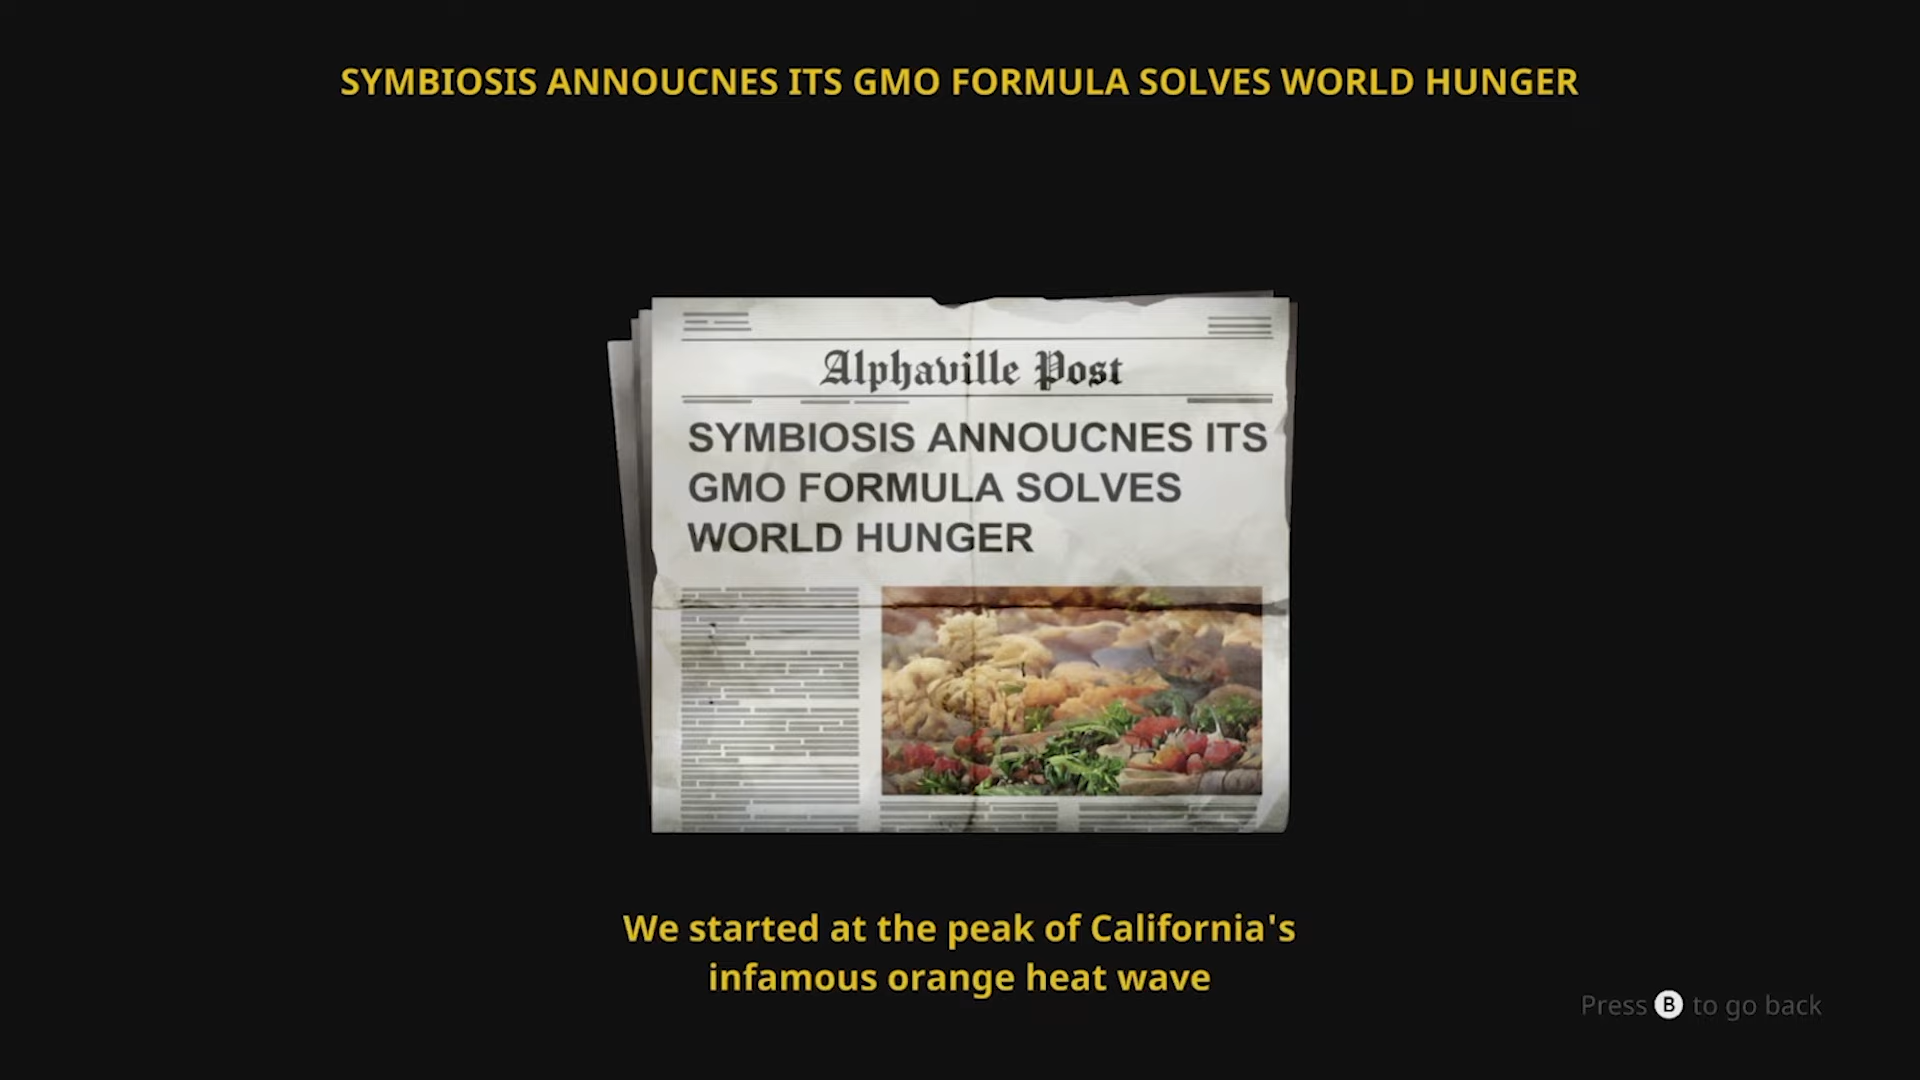 SYMBIOSIS ANNOUCNES ITS GMO FORMULA SOLVES WORLD HUNGER
Alphaville Post
SYMBIOSIS ANNOUCNES ITS
GMO FORMULA SOLVES
WORLD HUNGER
We started at the peak of California's
infamous orange heat wave
Press B to go back